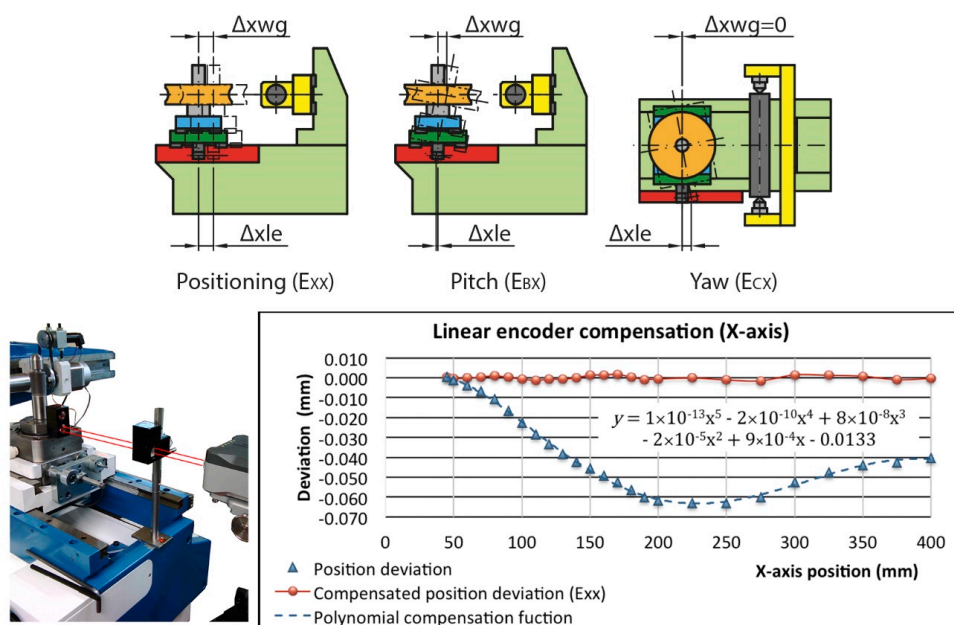 Δxwg
Δxwg
Δxwg=0
Δxle
Δxle
Δxle
Positioning (EXX)
Pitch (EBX)
Yaw (ECX)
Linear encoder compensation (X-axis)
0.010
0.000
-0.010
-0.020
-0.030
-0.040
-0.050
-0.060
-0.070
Deviation (mm)
y = 1×10⁻¹³x⁵ - 2×10⁻¹⁰x⁴ + 8×10⁻⁸x³
- 2×10⁻⁵x² + 9×10⁻⁴x - 0.0133
0 50 100 150 200 250 300 350 400
X-axis position (mm)
Position deviation
Compensated position deviation (Exx)
Polynomial compensation fuction